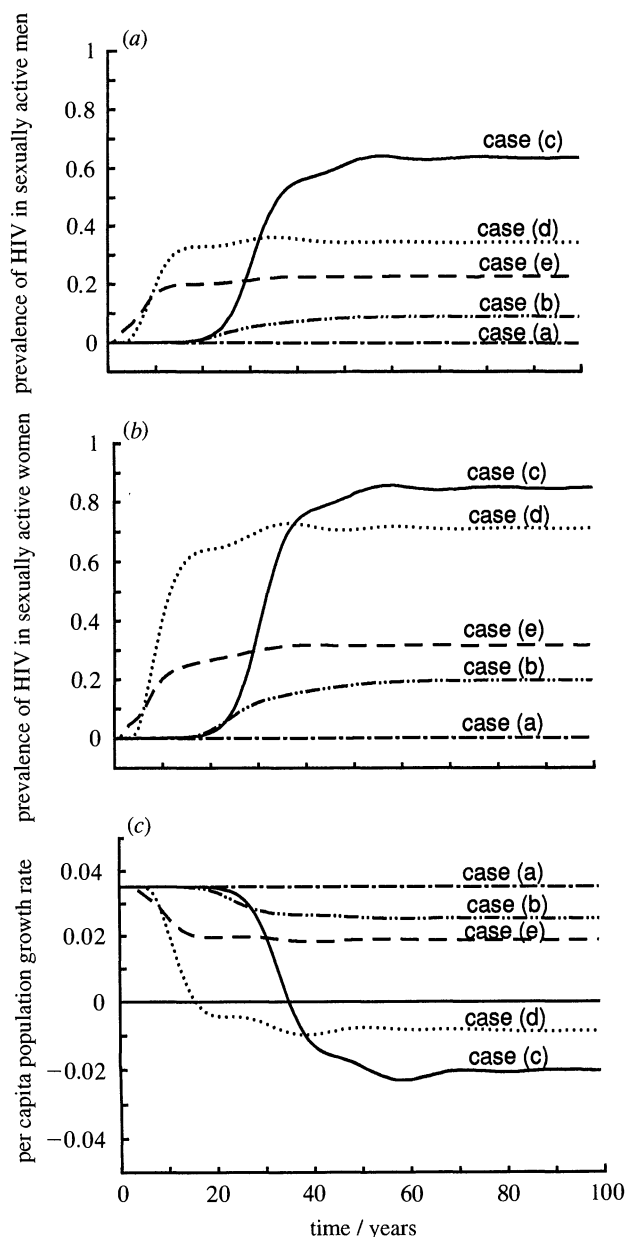 (a)
prevalence of HIV in sexually active men
1
0.8
0.6
0.4
0.2
0
case (c)
case (d)
case (e)
case (b)
case (a)
(b)
prevalence of HIV in sexually active women
1
0.8
0.6
0.4
0.2
0
case (c)
case (d)
case (e)
case (b)
case (a)
(c)
per capita population growth rate
0.04
0.02
0
−0.02
−0.04
case (a)
case (b)
case (e)
case (d)
case (c)
0 20 40 60 80 100
time / years